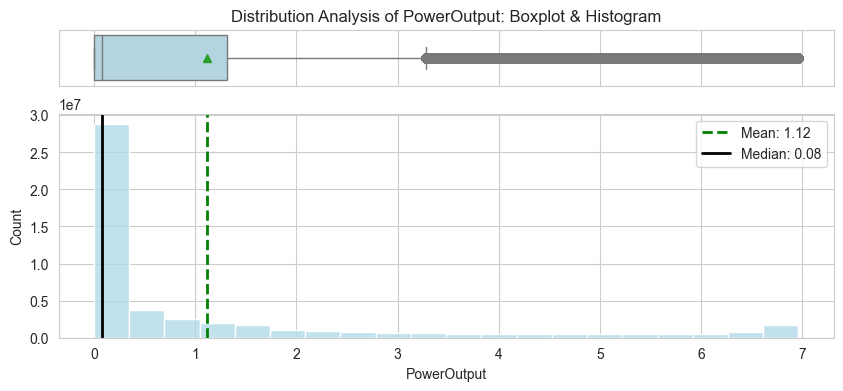 Distribution Analysis of PowerOutput: Boxplot & Histogram
1e7
3.0
2.5
2.0
1.5
1.0
0.5
0.0
Count
Mean: 1.12
Median: 0.08
0 1 2 3 4 5 6 7
PowerOutput